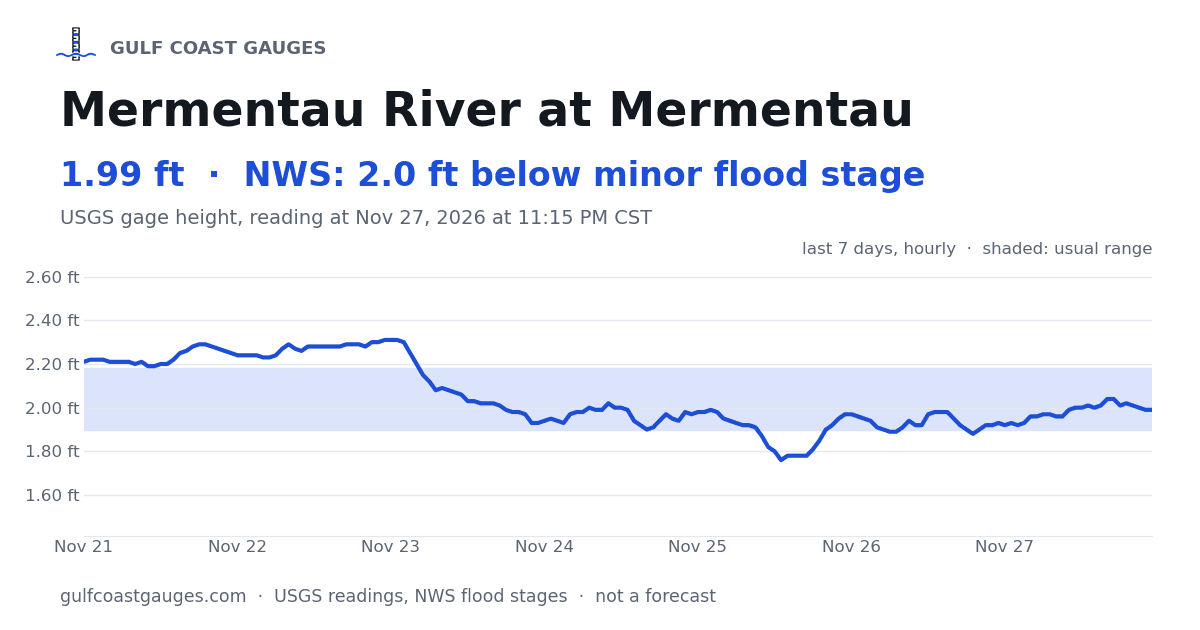 GULF COAST GAUGES
Mermentau River at Mermentau
1.99 ft · NWS: 2.0 ft below minor flood stage
USGS gage height, reading at Nov 27, 2026 at 11:15 PM CST
last 7 days, hourly · shaded: usual range
2.60 ft
2.40 ft
2.20 ft
2.00 ft
1.80 ft
1.60 ft
Nov 21 Nov 22 Nov 23 Nov 24 Nov 25 Nov 26 Nov 27
gulfcoastgauges.com · USGS readings, NWS flood stages · not a forecast